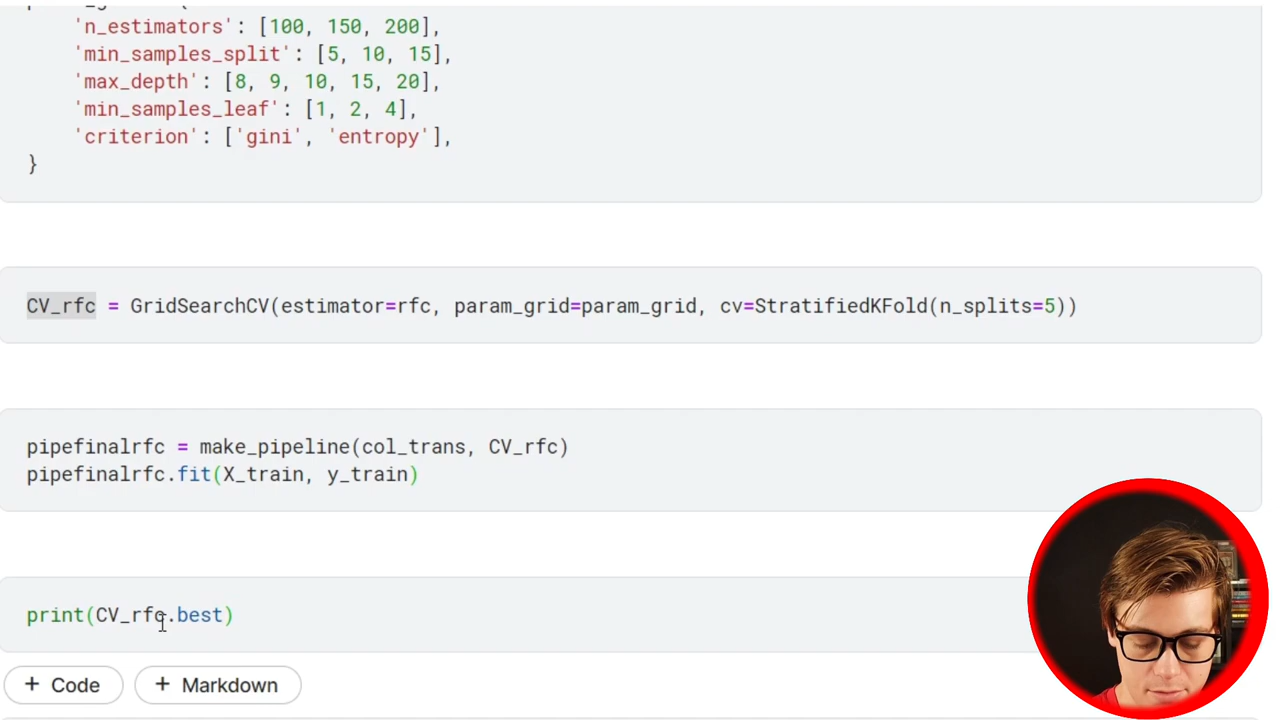 'n_estimators': [100, 150, 200],
'min_samples_split': [5, 10, 15],
'max_depth': [8, 9, 10, 15, 20],
'min_samples_leaf': [1, 2, 4],
'criterion': ['gini', 'entropy'],
}
CV_rfc = GridSearchCV(estimator=rfc, param_grid=param_grid, cv=StratifiedKFold(n_splits=5))
pipefinalrfc = make_pipeline(col_trans, CV_rfc)
pipefinalrfc.fit(X_train, y_train)
print(CV_rfc.best)
+ Code + Markdown